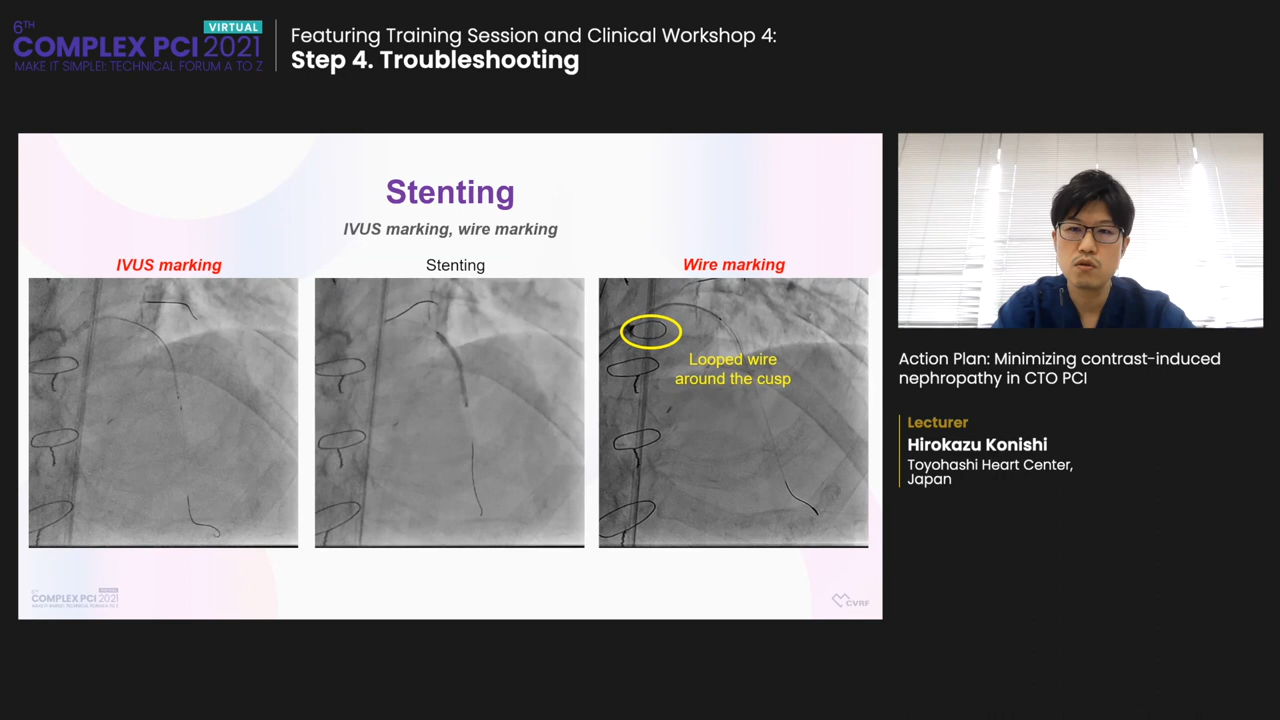 6TH
VIRTUAL
COMPLEX PCI 2021
MAKE IT SIMPLE!: TECHNICAL FORUM A TO Z
Featuring Training Session and Clinical Workshop 4:
Step 4. Troubleshooting
Stenting
IVUS marking, wire marking
IVUS marking
Stenting
Wire marking
Looped wire
around the cusp
6TH
COMPLEX PCI 2021
MAKE IT SIMPLE!: TECHNICAL FORUM A TO Z
CVRF
Action Plan: Minimizing contrast-induced
nephropathy in CTO PCI
Lecturer
Hirokazu Konishi
Toyohashi Heart Center,
Japan